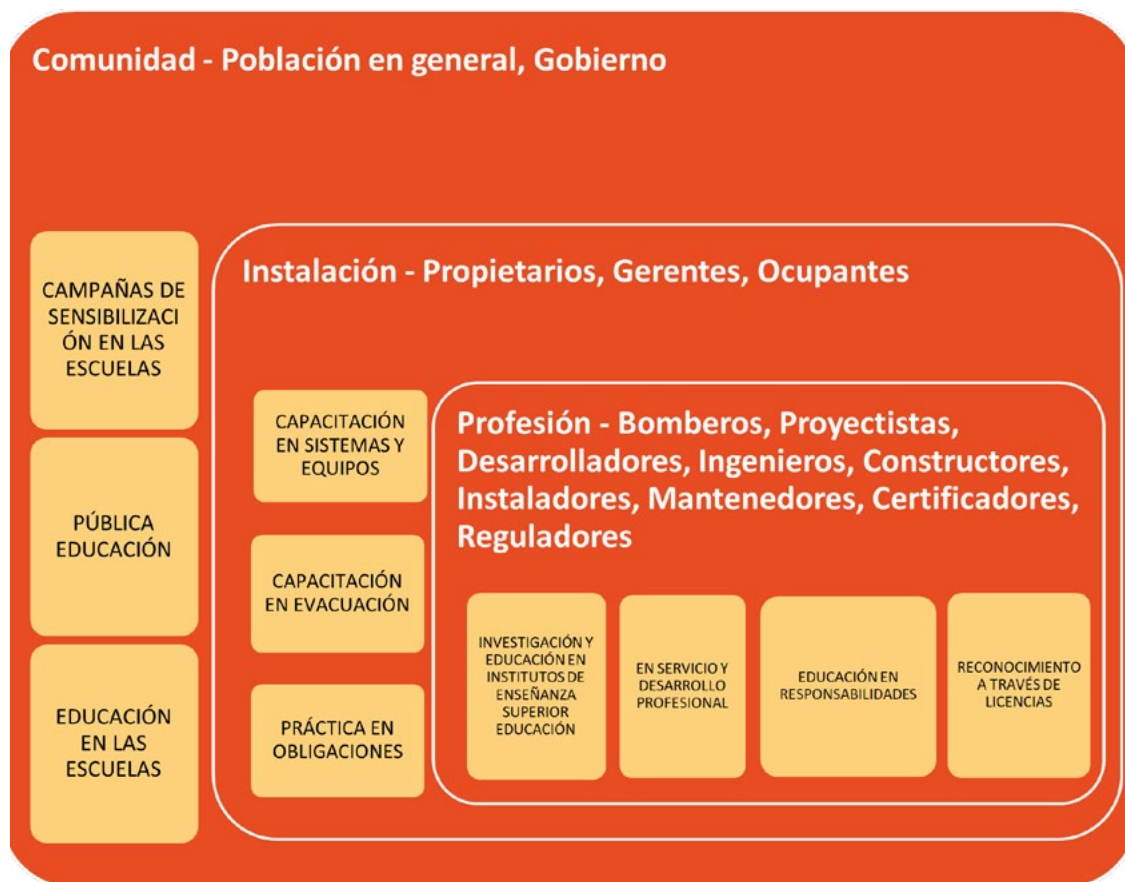 Comunidad - Población en general, Gobierno
CAMPAÑAS DE
SENSIBILIZACI
ÓN EN LAS
ESCUELAS
PÚBLICA
EDUCACIÓN
EDUCACIÓN
EN LAS
ESCUELAS
Instalación - Propietarios, Gerentes, Ocupantes
CAPACITACIÓN
EN SISTEMAS Y
EQUIPOS
CAPACITACIÓN
EN EVACUACIÓN
PRÁCTICA EN
OBLIGACIONES
Profesión - Bomberos, Proyectistas,
Desarrolladores, Ingenieros, Constructores,
Instaladores, Mantenedores, Certificadores,
Reguladores
INVESTIGACIÓN Y
EDUCACIÓN EN
INSTITUTOS DE
ENSEÑANZA
SUPERIOR
EDUCACIÓN
EN SERVICIO Y
DESARROLLO
PROFESIONAL
EDUCACIÓN EN
RESPONSABILIDADES
RECONOCIMIENTO
A TRAVÉS DE
LICENCIAS